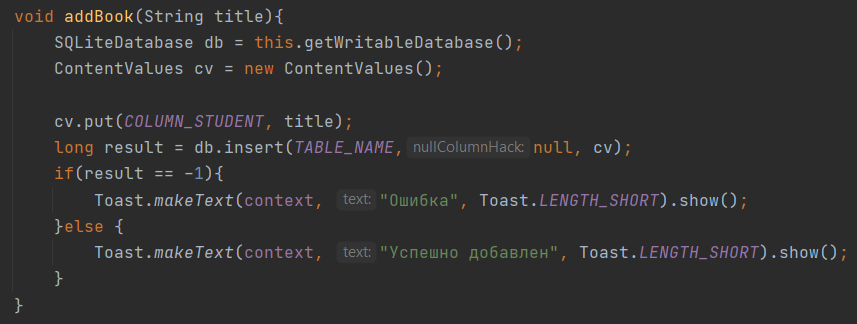 void addBook(String title){
    SQLiteDatabase db = this.getWritableDatabase();
    ContentValues cv = new ContentValues();

    cv.put(COLUMN_STUDENT, title);
    long result = db.insert(TABLE_NAME, nullColumnHack: null, cv);
    if(result == -1){
        Toast.makeText(context, text: "Ошибка", Toast.LENGTH_SHORT).show();
    }else {
        Toast.makeText(context, text: "Успешно добавлен", Toast.LENGTH_SHORT).show();
    }
}